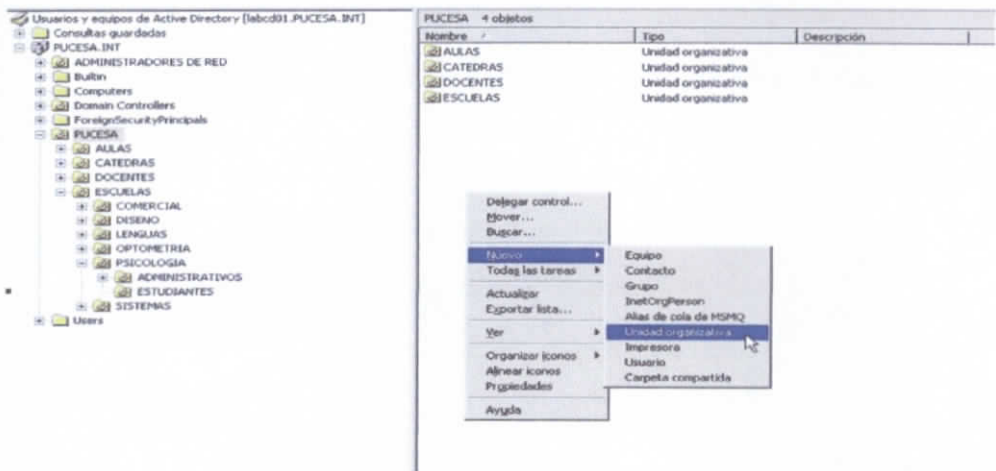 Usuarios y equipos de Active Directory [labcd01.PUCESA.INT]
Consultas guardadas
PUCESA.INT
ADMINISTRADORES DE RED
Builtin
Computers
Domain Controllers
ForeignSecurityPrincipals
PUCESA
AULAS
CATEDRAS
DOCENTES
ESCUELAS
COMERCIAL
DISENO
LENGUAS
OPTOMETRIA
PSICOLOGIA
ADMINISTRATIVOS
ESTUDIANTES
SISTEMAS
Users
PUCESA 4 objetos
Nombre Tipo Descripción
AULAS Unidad organizativa
CATEDRAS Unidad organizativa
DOCENTES Unidad organizativa
ESCUELAS Unidad organizativa
Delegar control...
Mover...
Buscar...
Nuevo
Todas las tareas
Actualizar
Exportar lista...
Ver
Organizar iconos
Alinear iconos
Propiedades
Ayuda
Equipo
Contacto
Grupo
InetOrgPerson
Alias de cola de MSMQ
Unidad organizativa
Impresora
Usuario
Carpeta compartida